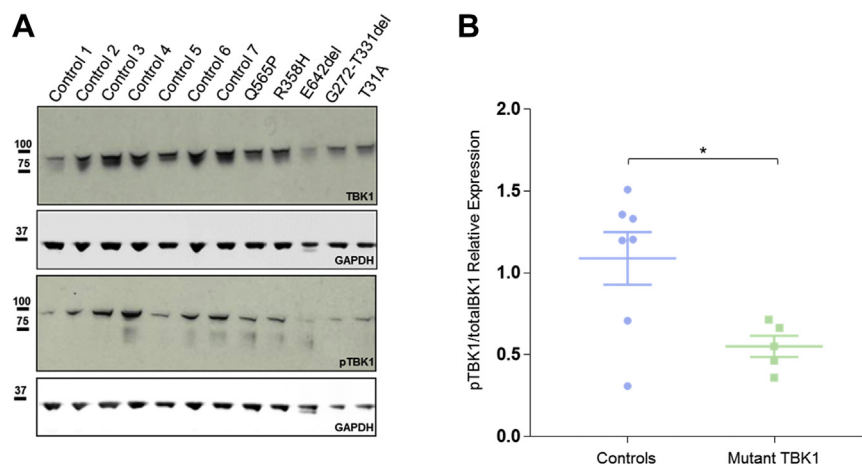 A
Control 1
Control 2
Control 3
Control 4
Control 5
Control 6
Control 7
Q565P
R358H
E642del
G272-T331del
T31A
100
75
TBK1
37
GAPDH
100
75
pTBK1
37
GAPDH
B
pTBK1/totalBK1 Relative Expression
2.0
1.5
1.0
0.5
0.0
*
Controls
Mutant TBK1